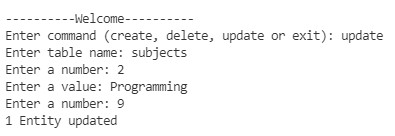 ----------Welcome----------
Enter command (create, delete, update or exit): update
Enter table name: subjects
Enter a number: 2
Enter a value: Programming
Enter a number: 9
1 Entity updated